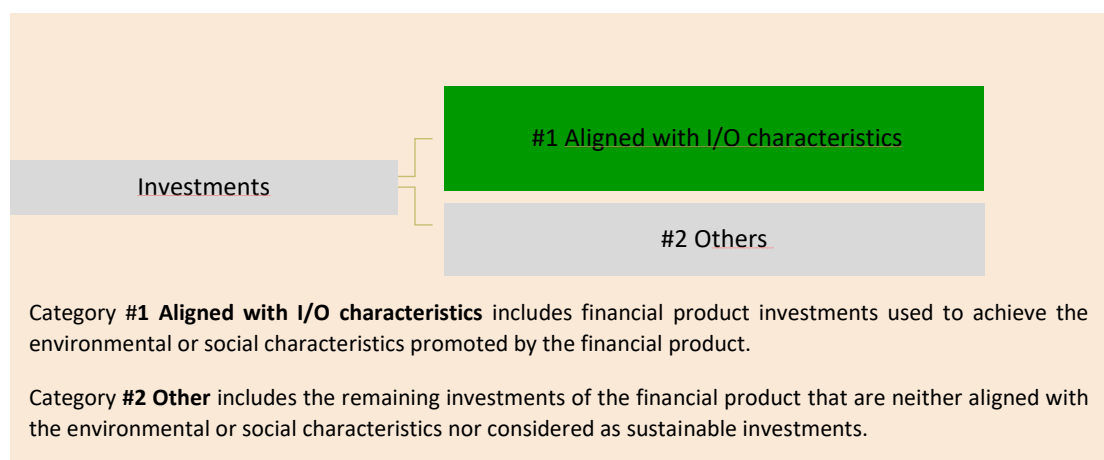 #1 Aligned with I/O characteristics
Investments
#2 Others
Category #1 Aligned with I/O characteristics includes financial product investments used to achieve the
environmental or social characteristics promoted by the financial product.
Category #2 Other includes the remaining investments of the financial product that are neither aligned with
the environmental or social characteristics nor considered as sustainable investments.